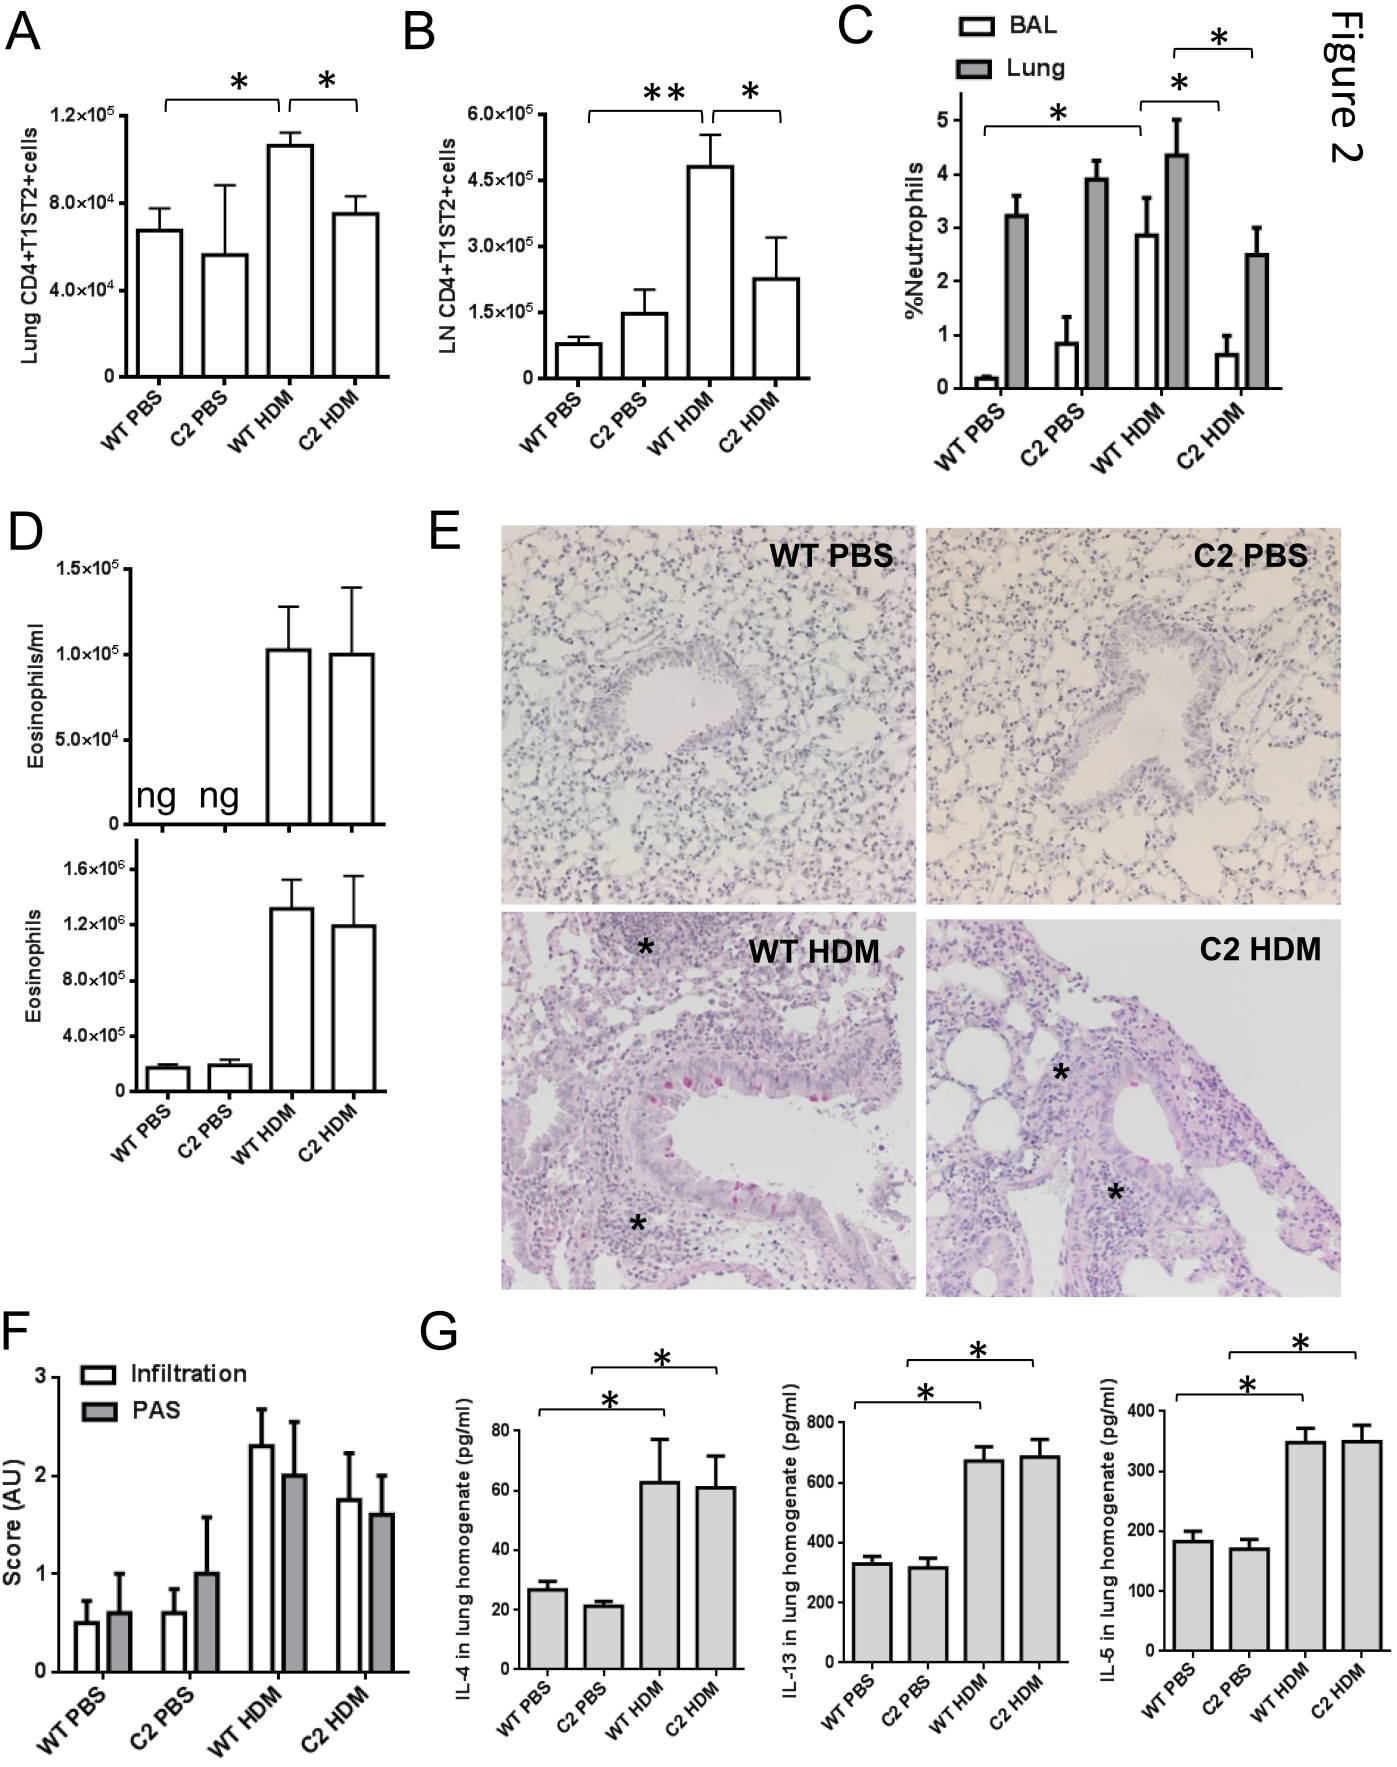 Figure 2
A
* *
Lung CD4+T1ST2+cells
1.2×10⁵
8.0×10⁴
4.0×10⁴
0
WT PBS
C2 PBS
WT HDM
C2 HDM
B
** *
LN CD4+T1ST2+cells
6.0×10⁵
4.5×10⁵
3.0×10⁵
1.5×10⁵
0
WT PBS
C2 PBS
WT HDM
C2 HDM
C
BAL
Lung
*
*
*
%Neutrophils
5
4
3
2
1
0
WT PBS
C2 PBS
WT HDM
C2 HDM
D
Eosinophils/ml
1.5×10⁵
1.0×10⁵
5.0×10⁴
0
ng ng
Eosinophils
1.6×10⁶
1.2×10⁶
8.0×10⁵
4.0×10⁵
0
WT PBS
C2 PBS
WT HDM
C2 HDM
E
WT PBS
C2 PBS
WT HDM
*
*
C2 HDM
*
*
F
Infiltration
PAS
Score (AU)
3
2
1
0
WT PBS
C2 PBS
WT HDM
C2 HDM
G
*
*
IL-4 in lung homogenate (pg/ml)
80
60
40
20
0
WT PBS
C2 PBS
WT HDM
C2 HDM
*
*
IL-13 in lung homogenate (pg/ml)
800
600
400
200
0
WT PBS
C2 PBS
WT HDM
C2 HDM
*
*
IL-5 in lung homogenate (pg/ml)
400
300
200
100
0
WT PBS
C2 PBS
WT HDM
C2 HDM